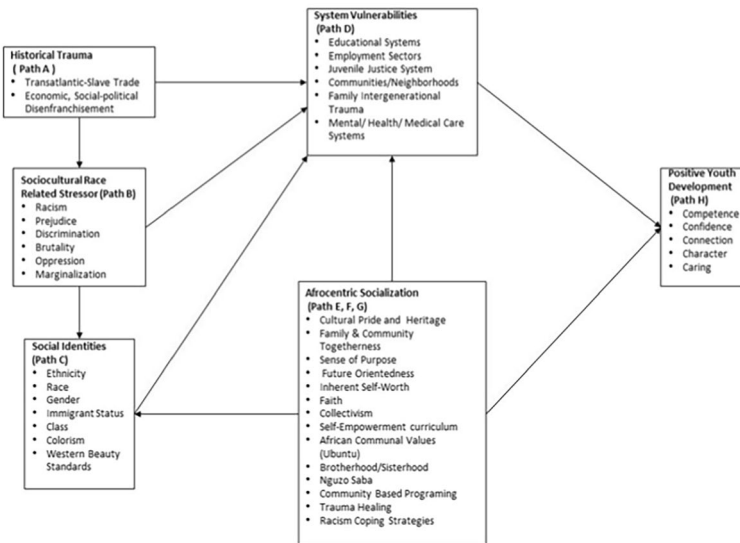 Historical Trauma
( Path A )
• Transatlantic-Slave Trade
• Economic, Social-political
Disenfranchisement
Sociocultural Race
Related Stressor (Path B)
• Racism
• Prejudice
• Discrimination
• Brutality
• Oppression
• Marginalization
Social Identities
(Path C)
• Ethnicity
• Race
• Gender
• Immigrant Status
• Class
• Colorism
• Western Beauty
Standards
System Vulnerabilities
(Path D)
• Educational Systems
• Employment Sectors
• Juvenile Justice System
• Communities/Neighborhoods
• Family Intergenerational
Trauma
• Mental/ Health/ Medical Care
Systems
Afrocentric Socialization
(Path E, F, G)
• Cultural Pride and Heritage
• Family & Community
Togetherness
• Sense of Purpose
• Future Orientedness
• Inherent Self-Worth
• Faith
• Collectivism
• Self-Empowerment curriculum
• African Communal Values
(Ubuntu)
• Brotherhood/Sisterhood
• Nguzo Saba
• Community Based Programing
• Trauma Healing
• Racism Coping Strategies
Positive Youth
Development
(Path H)
• Competence
• Confidence
• Connection
• Character
• Caring